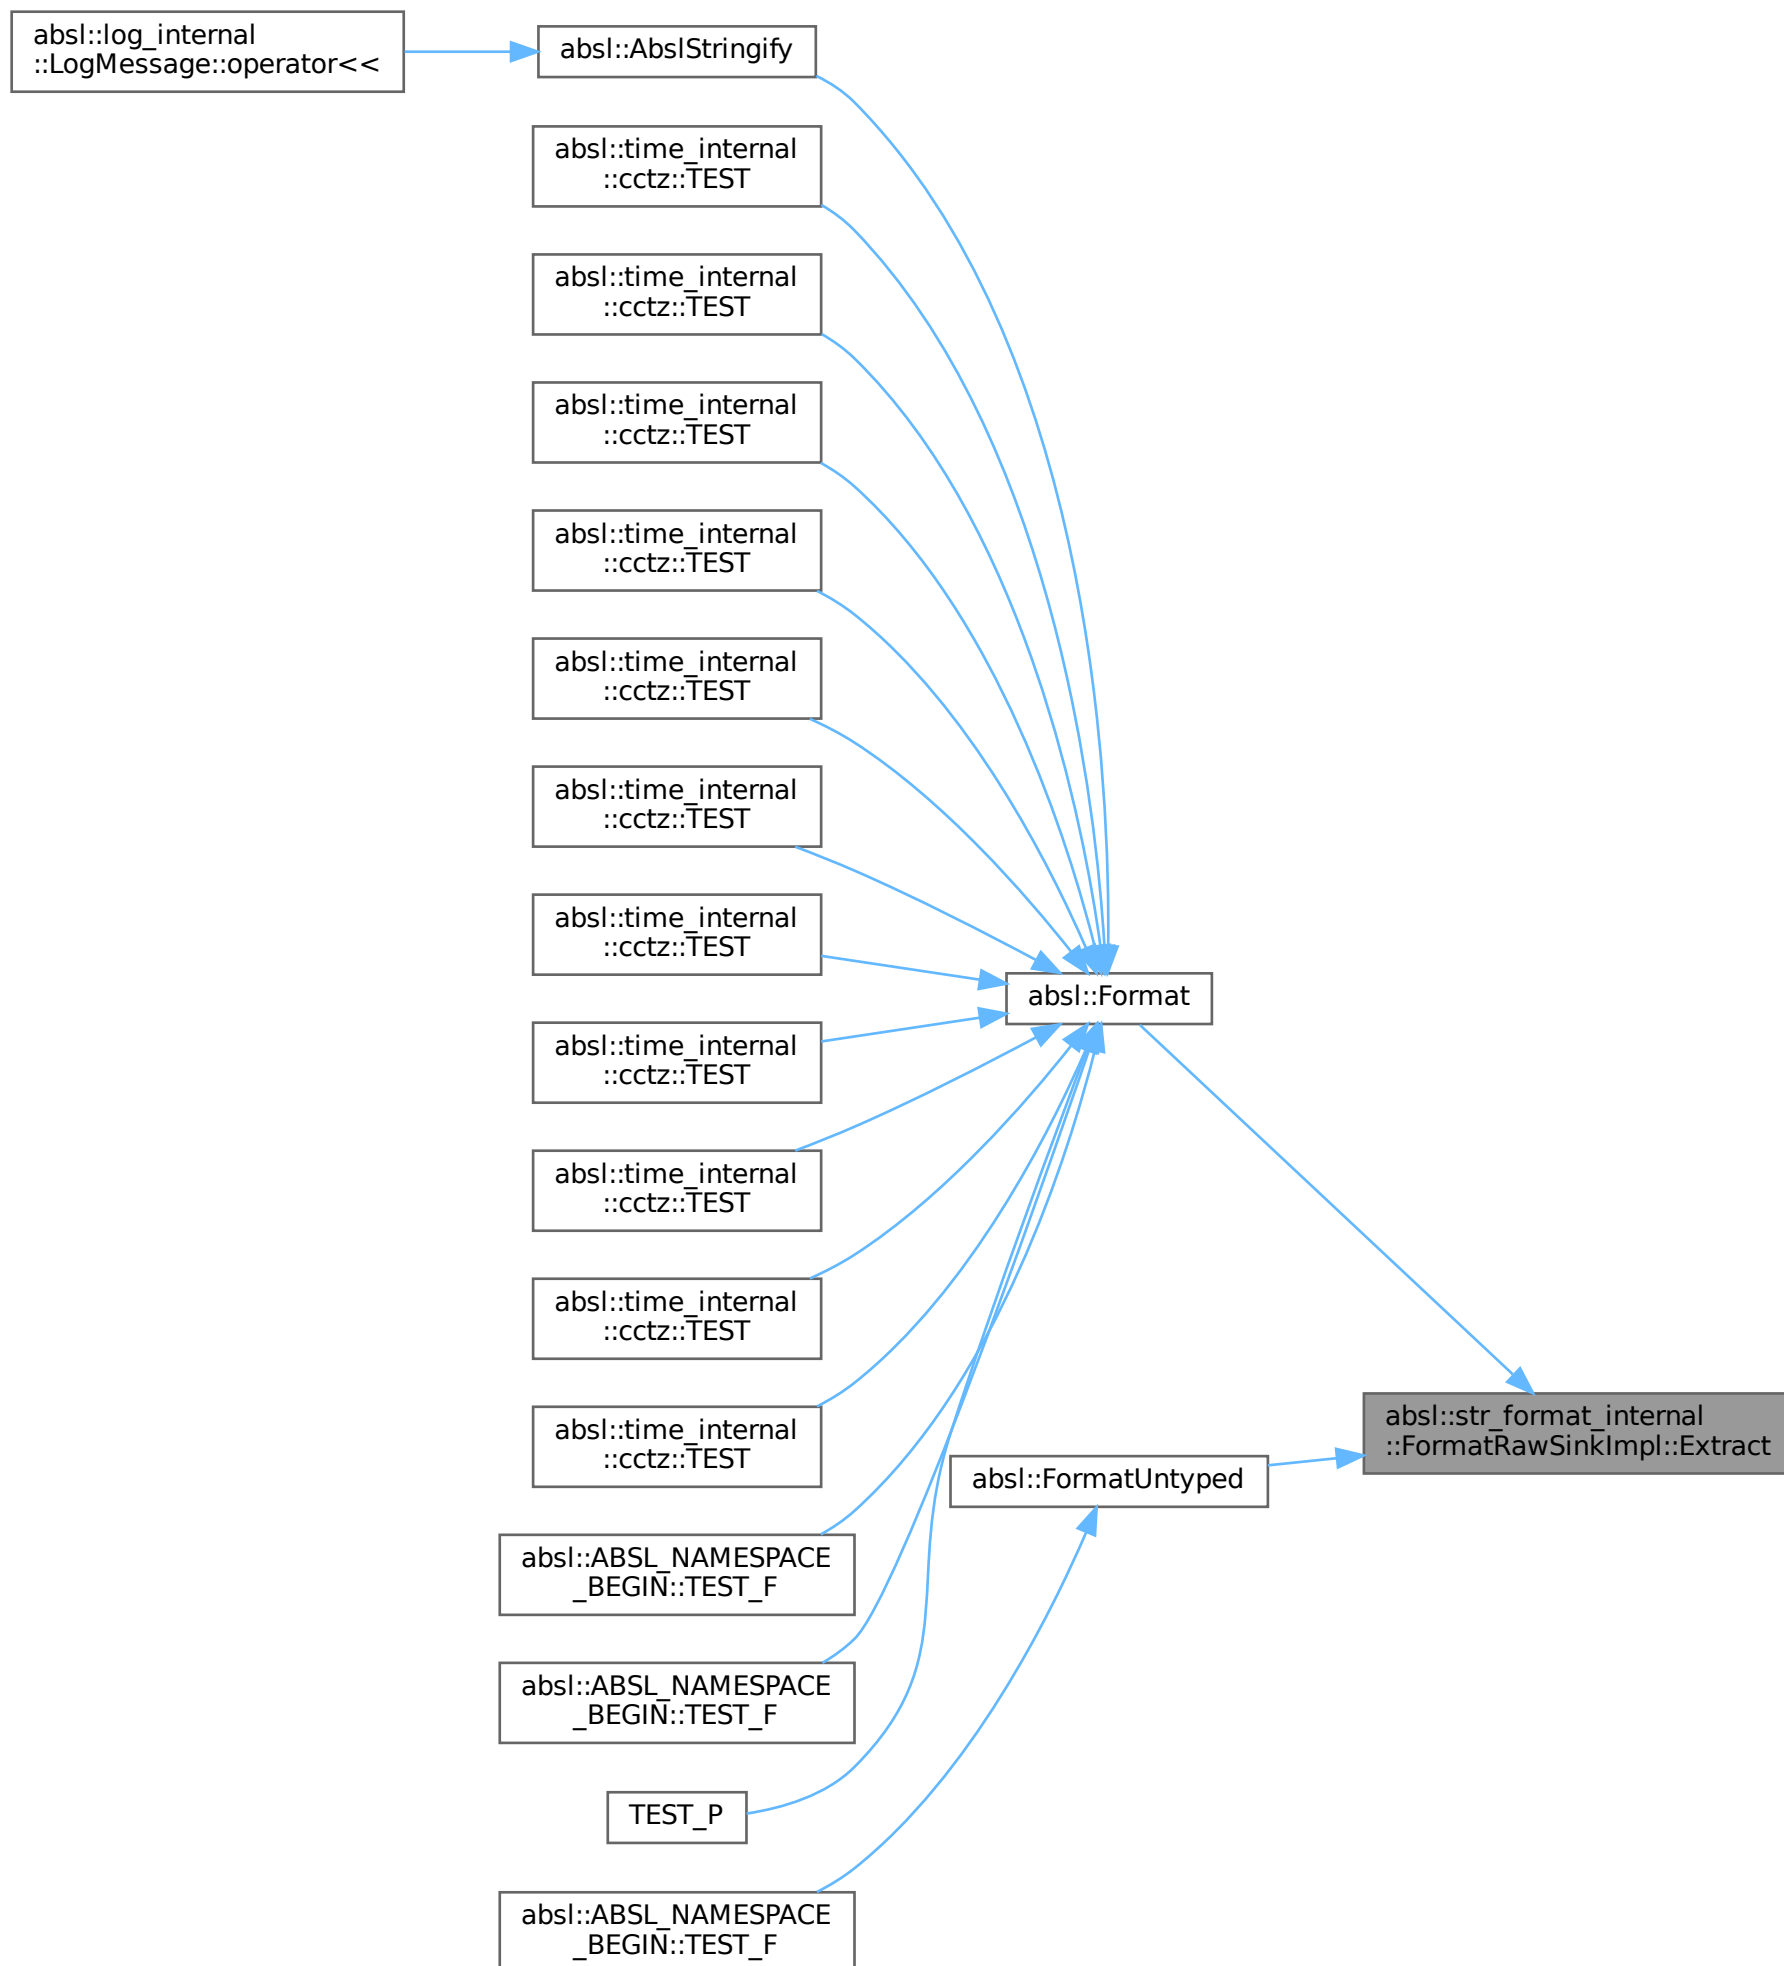 absl::log_internal
::LogMessage::operator<<
absl::AbslStringify
absl::time_internal
::cctz::TEST
absl::time_internal
::cctz::TEST
absl::time_internal
::cctz::TEST
absl::time_internal
::cctz::TEST
absl::time_internal
::cctz::TEST
absl::time_internal
::cctz::TEST
absl::time_internal
::cctz::TEST
absl::time_internal
::cctz::TEST
absl::time_internal
::cctz::TEST
absl::time_internal
::cctz::TEST
absl::time_internal
::cctz::TEST
absl::ABSL_NAMESPACE
_BEGIN::TEST_F
absl::ABSL_NAMESPACE
_BEGIN::TEST_F
TEST_P
absl::ABSL_NAMESPACE
_BEGIN::TEST_F
absl::Format
absl::FormatUntyped
absl::str_format_internal
::FormatRawSinkImpl::Extract